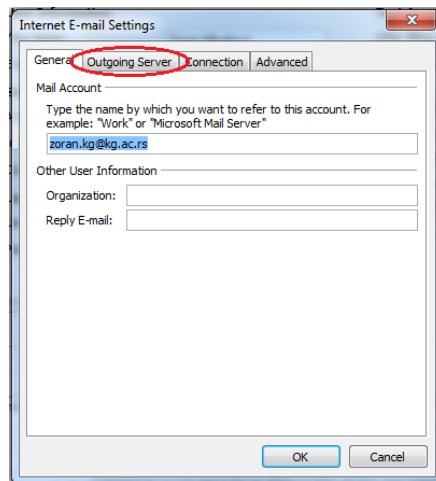 Internet E-mail Settings
General Outgoing Server Connection Advanced
Mail Account
Type the name by which you want to refer to this account. For
example: "Work" or "Microsoft Mail Server"
zoran.kg@kg.ac.rs
Other User Information
Organization:
Reply E-mail:
OK Cancel